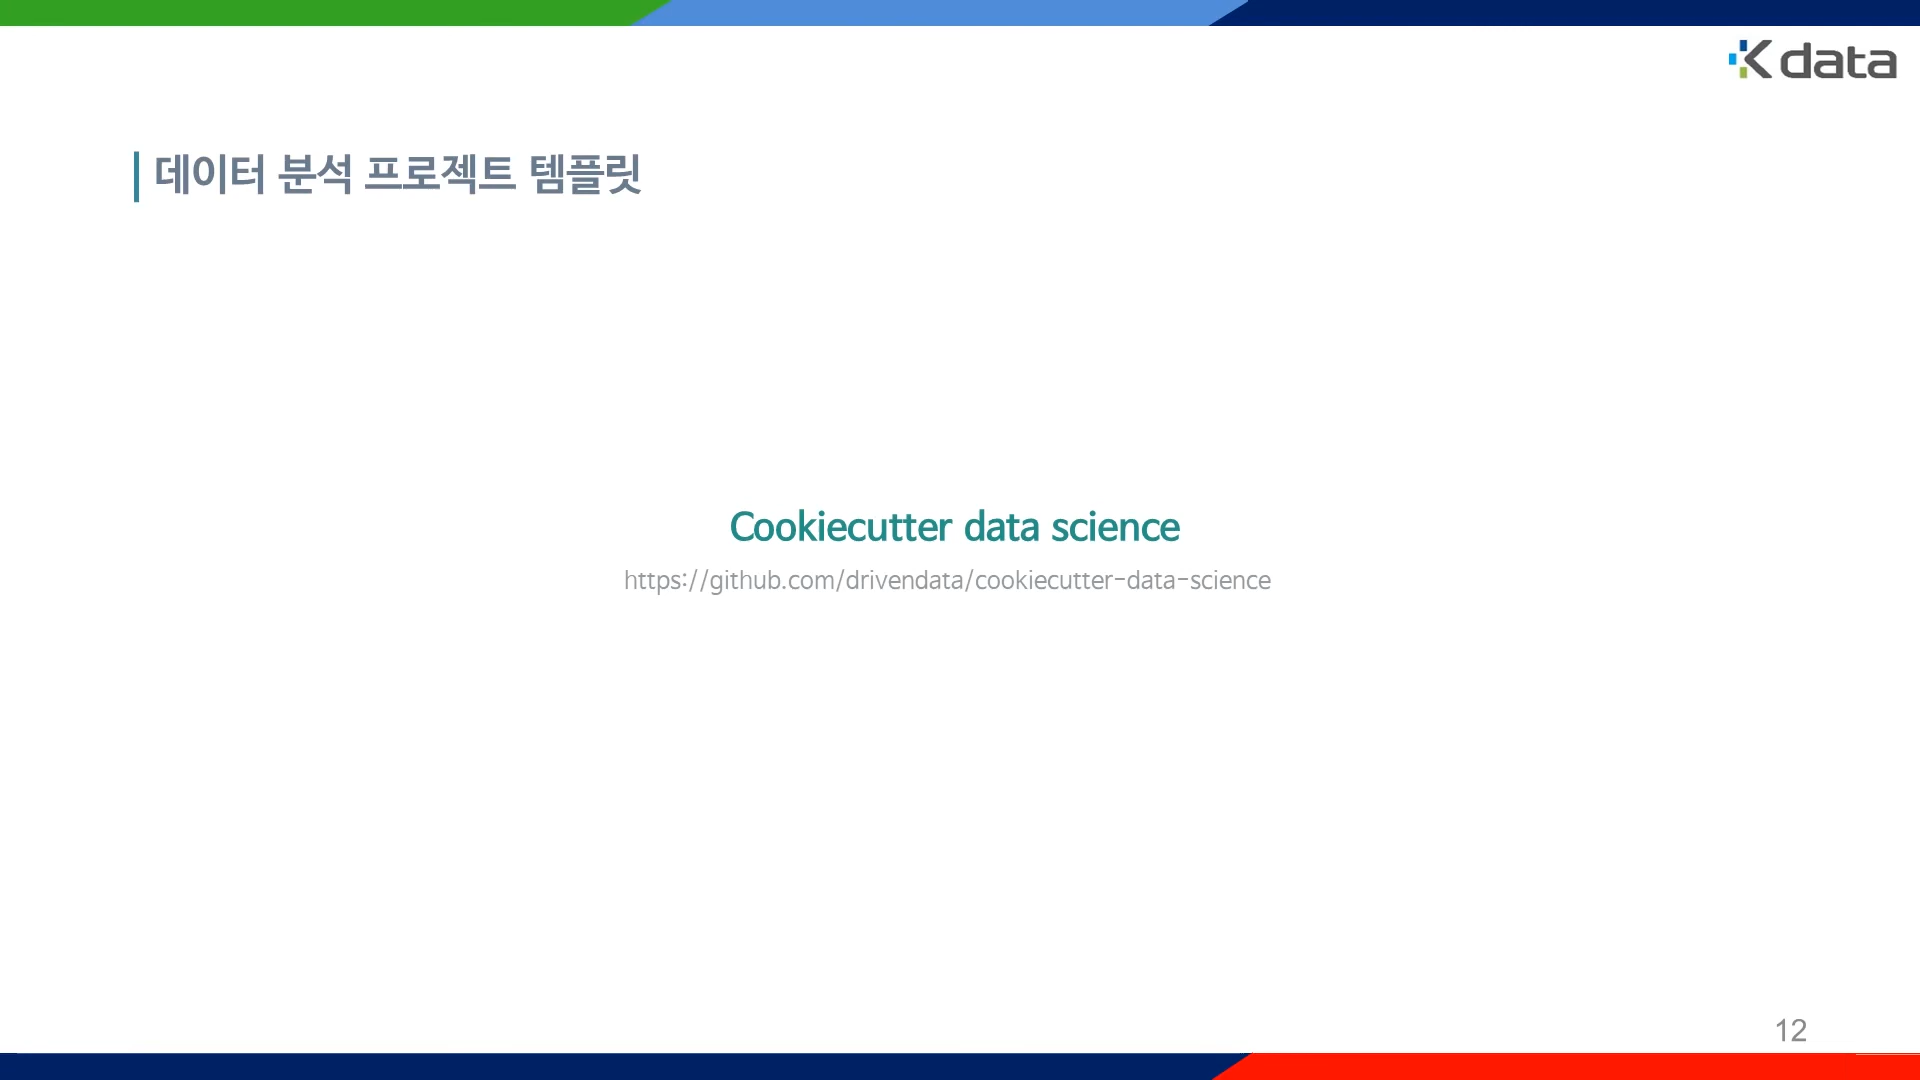 K data
데이터 분석 프로젝트 템플릿
Cookiecutter data science
https://github.com/drivendata/cookiecutter-data-science
12